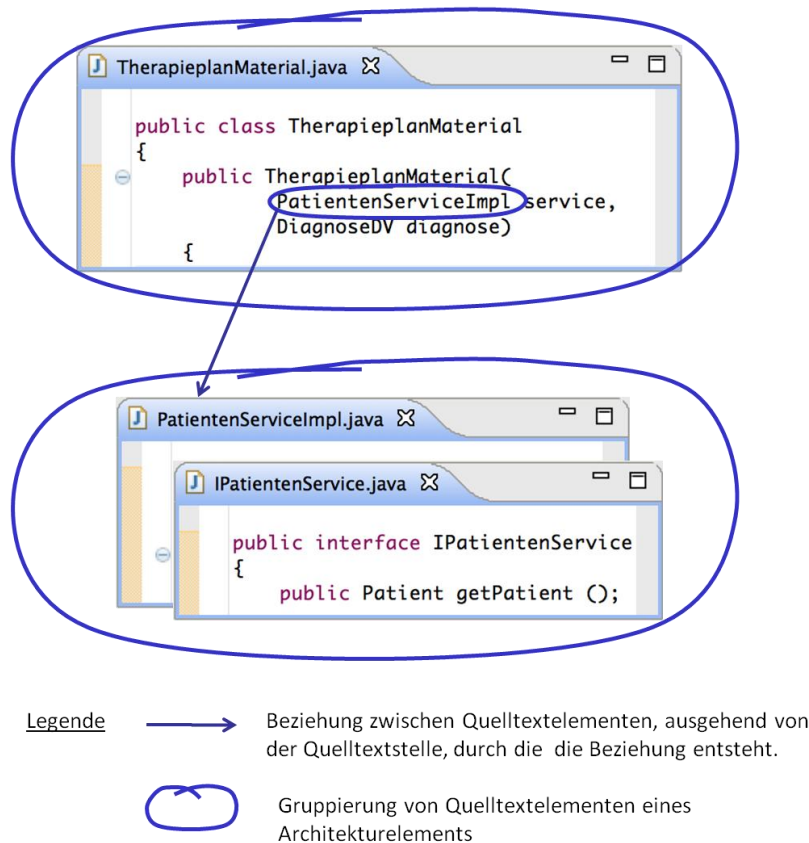 TherapieplanMaterial.java
public class TherapieplanMaterial
{
public TherapieplanMaterial(
PatientenServiceImpl service,
DiagnoseDV diagnose)
{
PatientenServiceImpl.java
IPatientenService.java
public interface IPatientenService
{
public Patient getPatient ();
Legende
Beziehung zwischen Quelltextelementen, ausgehend von
der Quelltextstelle, durch die die Beziehung entsteht.
Gruppierung von Quelltextelementen eines
Architekturelements